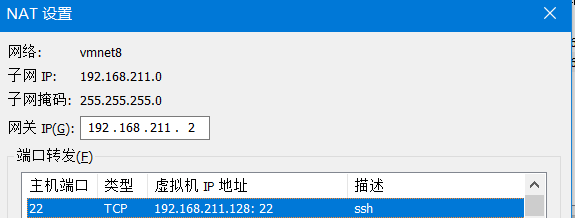 NAT 设置
网络: vmnet8
子网 IP: 192.168.211.0
子网掩码: 255.255.255.0
网关 IP(G): 192 . 168 . 211 . 2
端口转发(F)
主机端口 类型 虚拟机 IP 地址 描述
22 TCP 192.168.211.128: 22 ssh